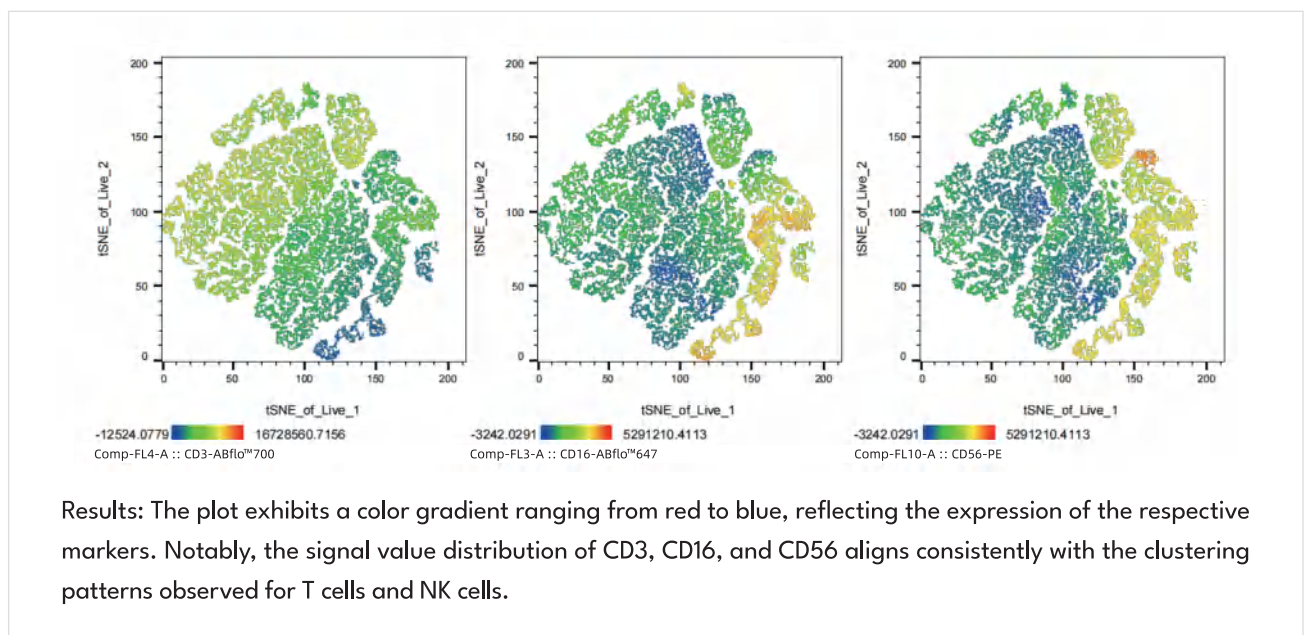 200
150
100
50
0
tSNE_of_Live_2
0 50 100 150 200
tSNE_of_Live_1
-12524.0779 16728560.7156
Comp-FL4-A :: CD3-ABflo™700
200
150
100
50
0
tSNE_of_Live_2
0 50 100 150 200
tSNE_of_Live_1
-3242.0291 5291210.4113
Comp-FL3-A :: CD16-ABflo™647
200
150
100
50
0
tSNE_of_Live_2
0 50 100 150 200
tSNE_of_Live_1
-3242.0291 5291210.4113
Comp-FL10-A :: CD56-PE
Results: The plot exhibits a color gradient ranging from red to blue, reflecting the expression of the respective
markers. Notably, the signal value distribution of CD3, CD16, and CD56 aligns consistently with the clustering
patterns observed for T cells and NK cells.